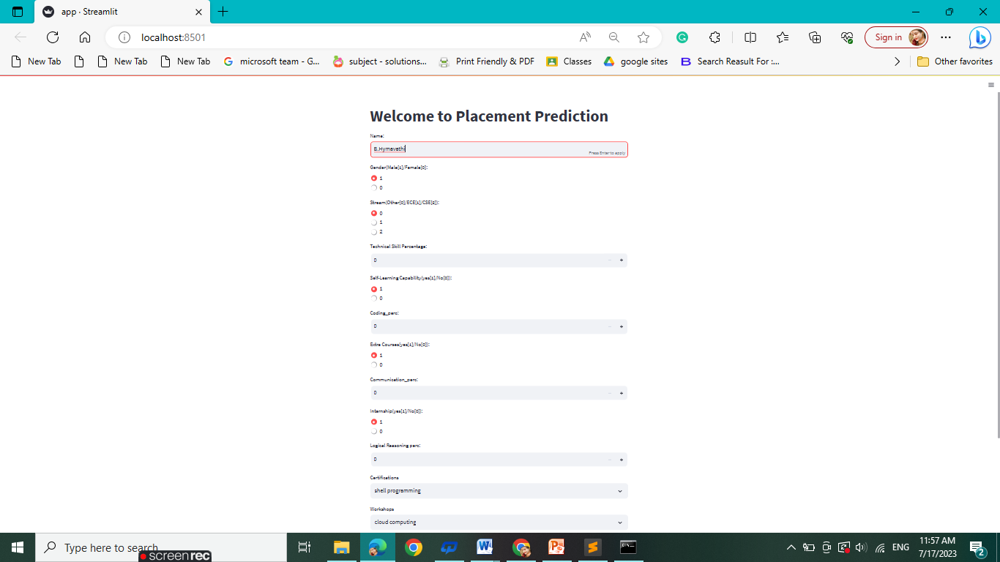 app · Streamlit
localhost:8501
Sign in
New Tab
New Tab
New Tab
microsoft team - G...
subject - solutions...
Print Friendly & PDF
Classes
google sites
Search Reasult For :...
Other favorites
Welcome to Placement Prediction
Name:
B.Hymavathi
Press Enter to apply
Gender(Male[1]/Female[0]:
1
0
Stream(Other[0]/ECE[1]/CSE[2]):
0
1
2
Technical Skill Percentage:
0
Self-Learning Capability(yes[1]/No[0]):
1
0
Coding_perc:
0
Extra Courses(yes[1]/No[0]):
1
0
Communication_perc:
0
Internship(yes[1]/No[0]):
1
0
Logical Reasoning perc:
0
Certifications
shell programming
Workshops
cloud computing
Type here to search
screenrec
ENG
11:57 AM
7/17/2023
2